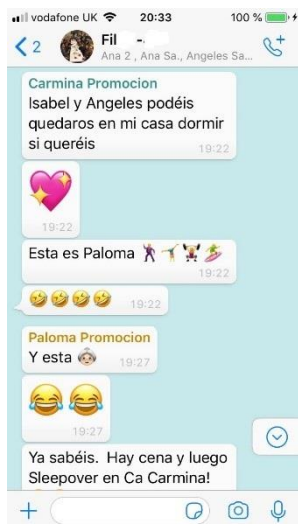 vodafone UK 20:33 100 %
2 Fil -.
Ana 2 , Ana Sa., Angeles Sa...
Carmina Promocion
Isabel y Angeles podéis
quedaros en mi casa dormir
si queréis
19:22
19:22
Esta es Paloma
19:22
19:22
Paloma Promocion
Y esta
19:27
19:27
Ya sabéis. Hay cena y luego
Sleepover en Ca Carmina!